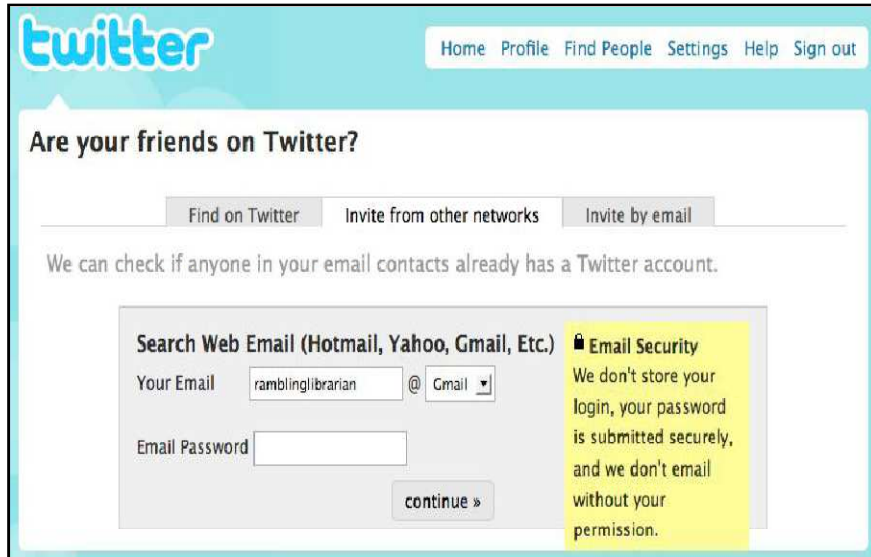 twitter
Home Profile Find People Settings Help Sign out
Are your friends on Twitter?
Find on Twitter Invite from other networks Invite by email
We can check if anyone in your email contacts already has a Twitter account.
Search Web Email (Hotmail, Yahoo, Gmail, Etc.)
Your Email ramblinglibrarian @ Gmail
Email Password
continue »
Email Security
We don't store your
login, your password
is submitted securely,
and we don't email
without your
permission.